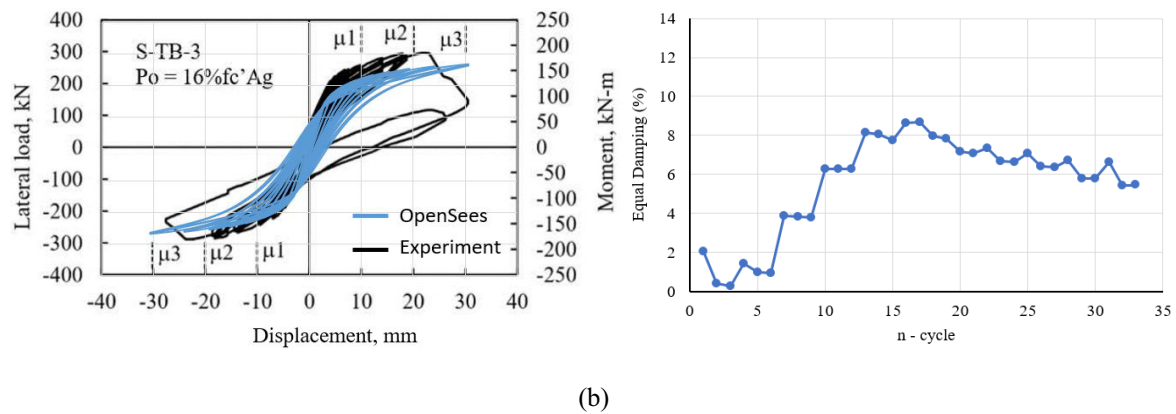 400
300
200
100
0
-100
-200
-300
-400
Lateral load, kN
S-TB-3
Po = 16%fc'Ag
µ1
µ2
µ3
µ3
µ2
µ1
OpenSees
Experiment
250
200
150
100
50
0
-50
-100
-150
-200
-250
Moment, kN-m
-40 -30 -20 -10 0 10 20 30 40
Displacement, mm
14
12
10
8
6
4
2
0
Equal Damping (%)
0 5 10 15 20 25 30 35
n - cycle
(b)